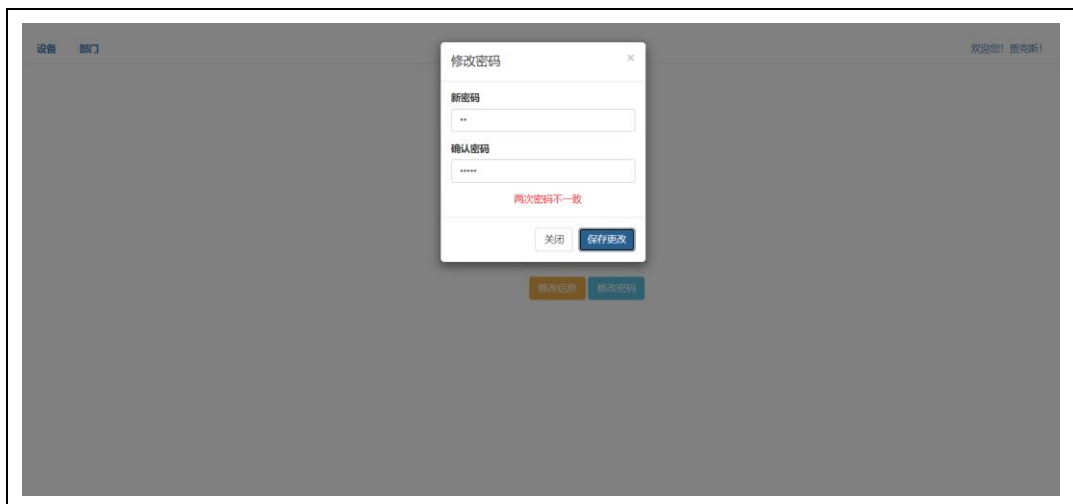 设备 部门 欢迎您！贾克斯！
修改密码 ×
新密码
••
确认密码
•••••
两次密码不一致
关闭 保存更改
修改信息 修改密码